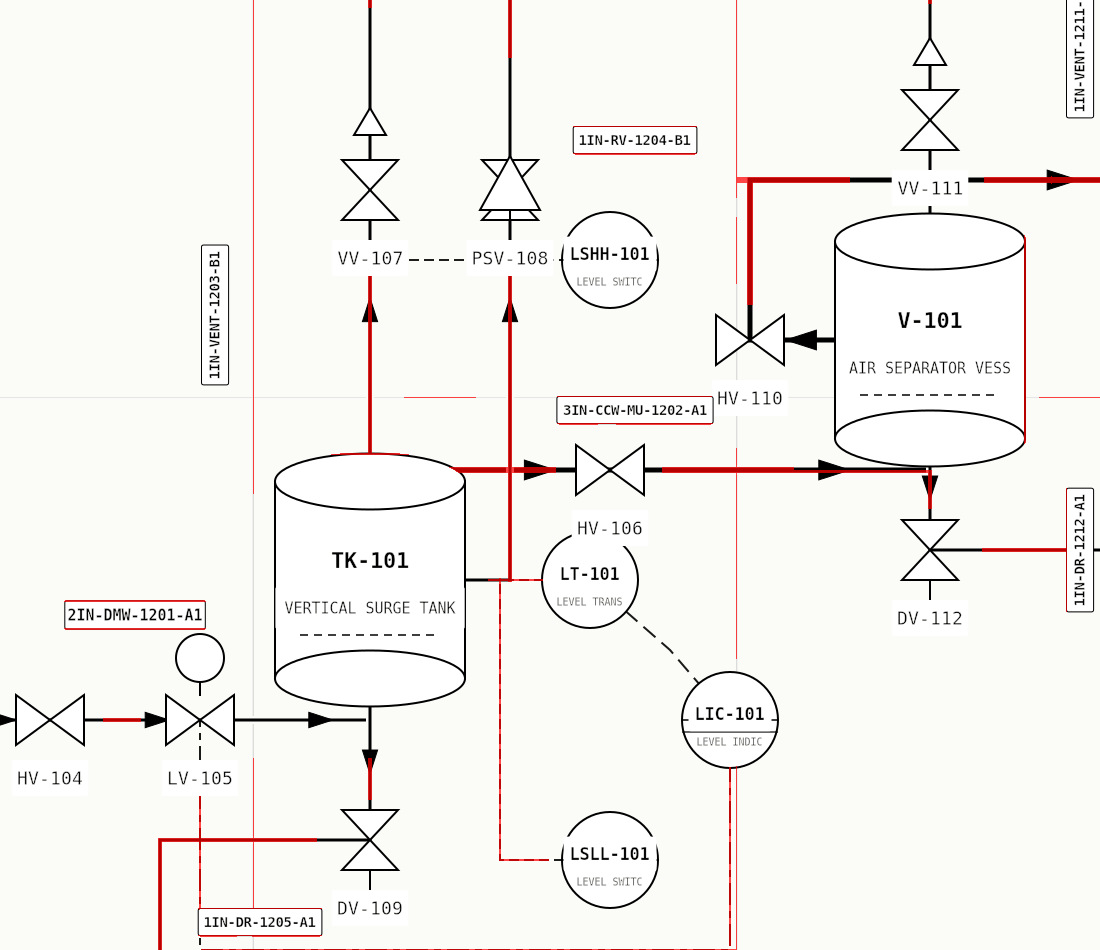 1IN-VENT-1211-
1IN-RV-1204-B1
VV-111
VV-107
PSV-108
LSHH-101
LEVEL SWITC
1IN-VENT-1203-B1
V-101
AIR SEPARATOR VESS
HV-110
3IN-CCW-MU-1202-A1
HV-106
TK-101
VERTICAL SURGE TANK
LT-101
LEVEL TRANS
1IN-DR-1212-A1
DV-112
2IN-DMW-1201-A1
LIC-101
LEVEL INDIC
HV-104
LV-105
LSLL-101
LEVEL SWITC
DV-109
1IN-DR-1205-A1